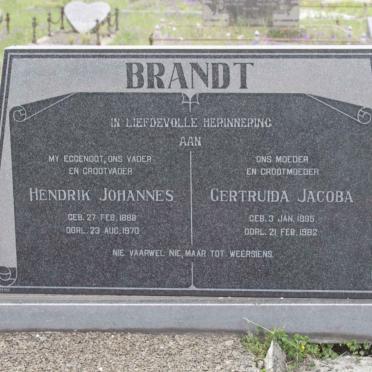 BRANDT
IN LIEFDEVOLLE HERINNERING
AAN
MY EGGENOOT, ONS VADER
EN GROOTVADER
HENDRIK JOHANNES
GEB. 27 FEB. 1888
OORL. 23 AUG. 1970
ONS MOEDER
EN GROOTMOEDER
GERTRUIDA JACOBA
GEB. 3 JAN. 1895
OORL. 21 FEB. 1982
NIE VAARWEL NIE, MAAR TOT WEERSIENS.